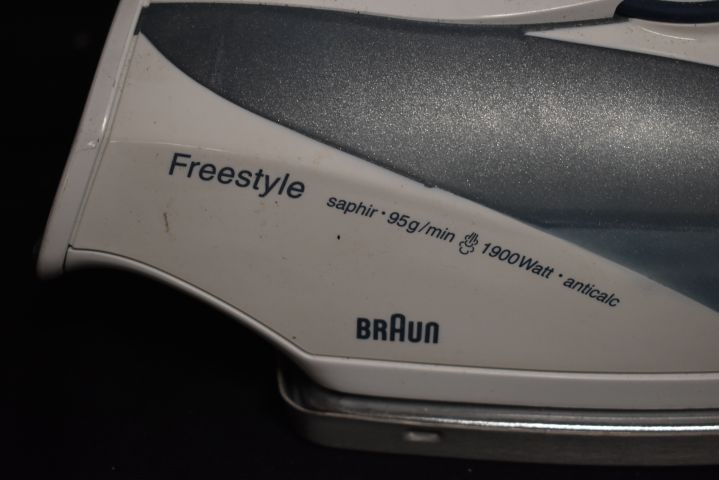 Freestyle saphir · 95g/min 1900Watt · anticalc
BRAUN